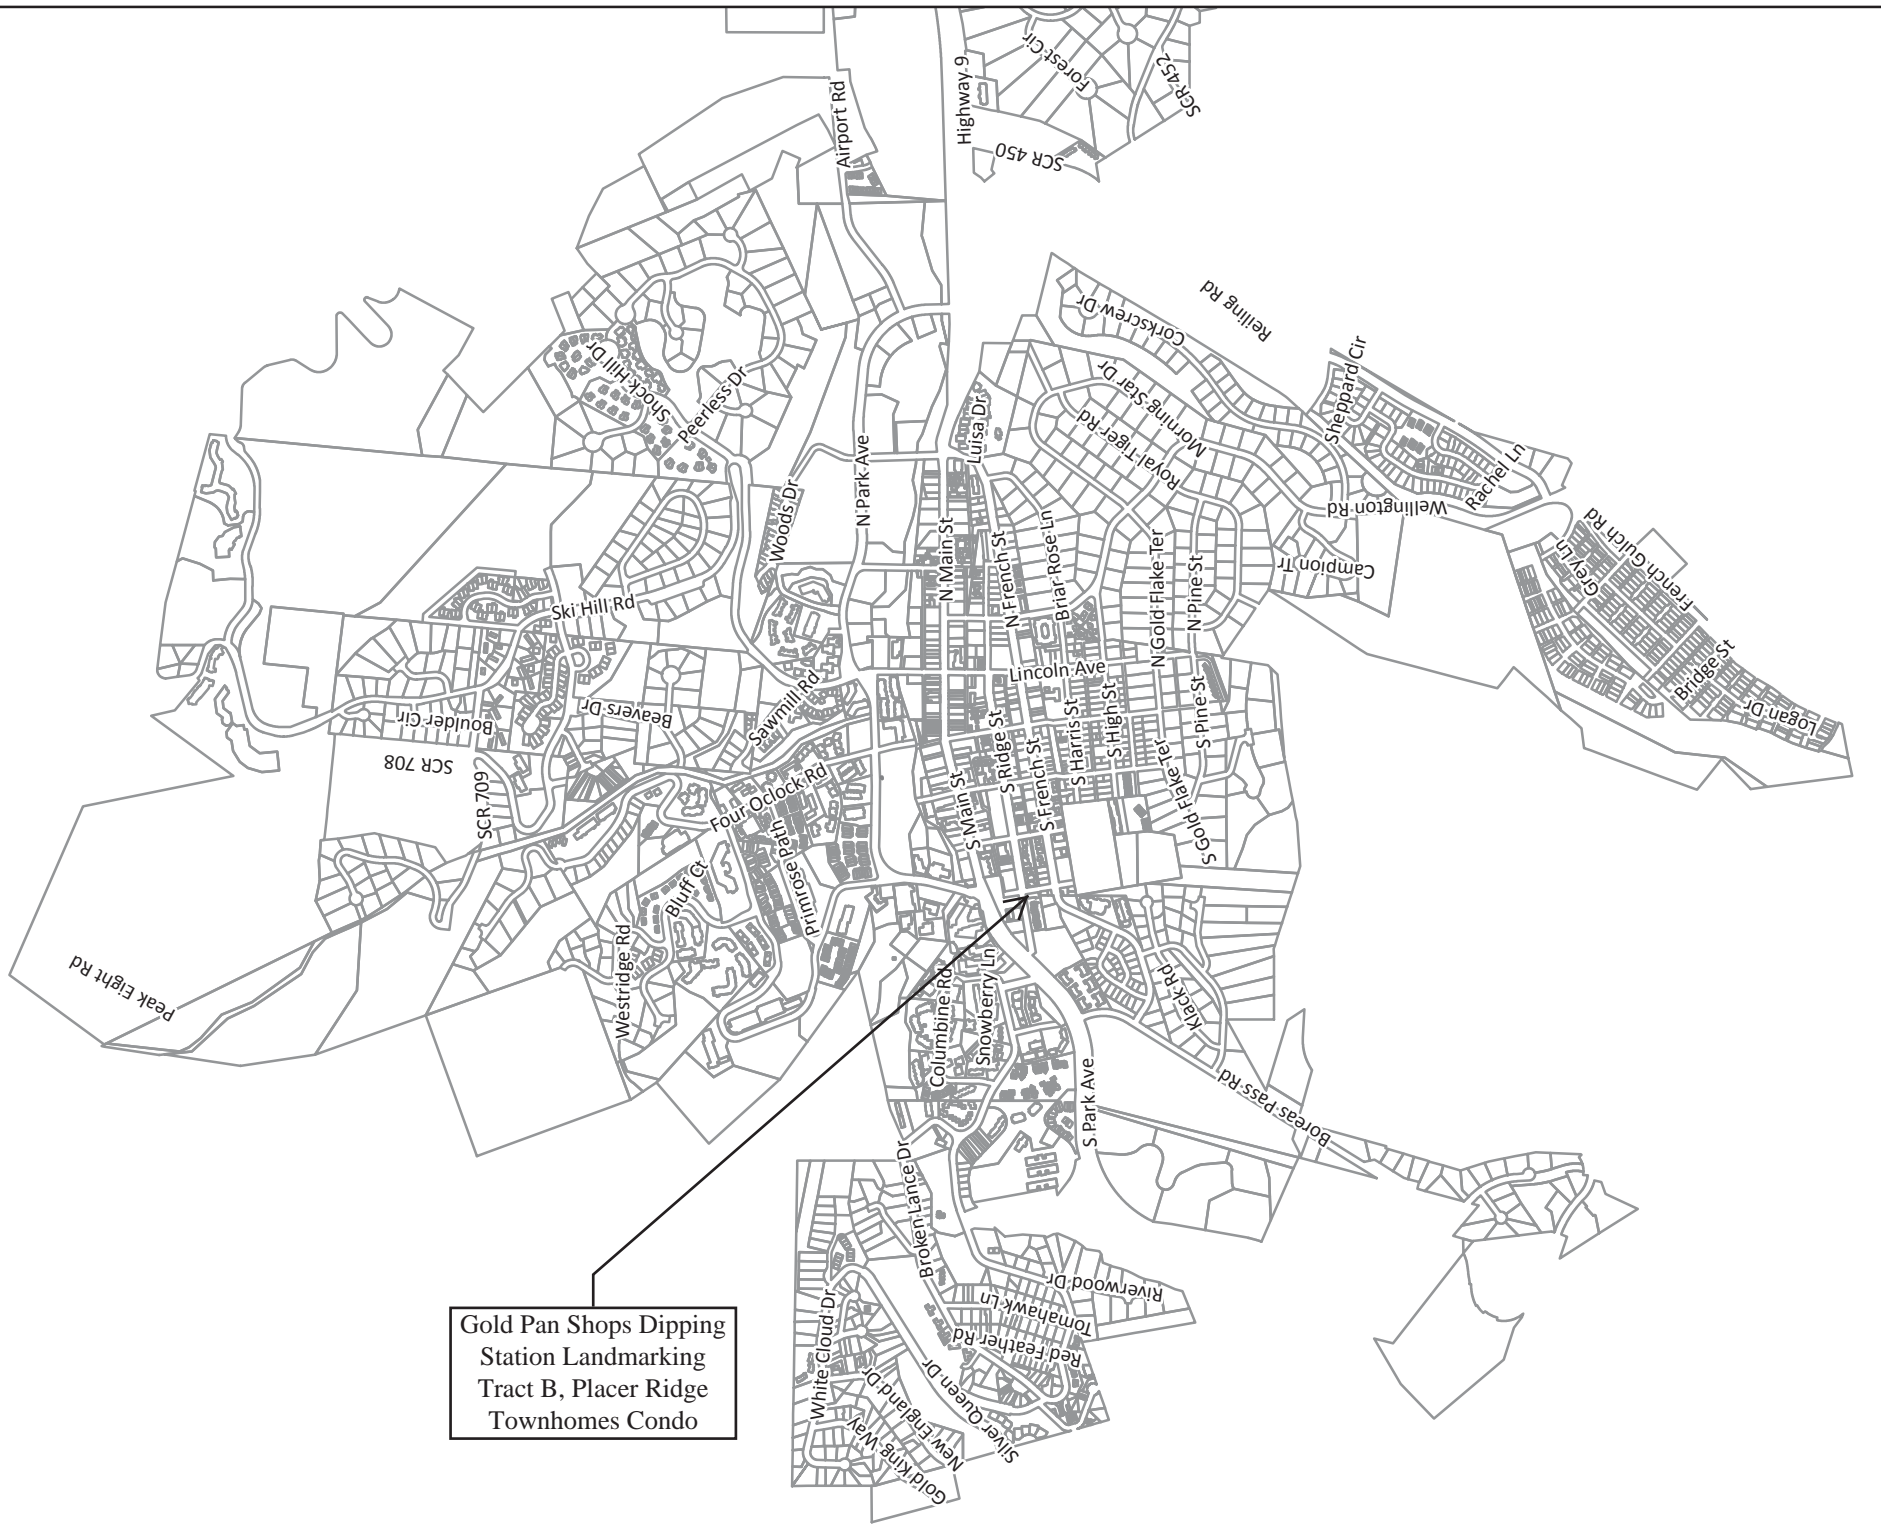 Forest Cir
SCR 452
Highway 9
SCR 450
Airport Rd
Reiling Rd
Corkscrew Dr
Shock Hill Dr
Peerless Dr
Sheppard Cir
Morning Star Dr
Royal Tiger Rd
Luisa Dr
N Park Ave
Rachel Ln
Wellington Rd
Woods Dr
N Main St
N French St
Briar Rose Ln
N Gold Flake Ter
N Pine St
Campion Tr
Grey Ln
French Gulch Rd
Ski Hill Rd
Lincoln Ave
Bridge St
Logan Dr
Boulder Cir
Beavers Dr
Sawmill Rd
S Ridge St
S French St
S Harris St
S High St
S Pine St
SCR 708
SCR 709
Four Oclock Rd
S Main St
S Gold Flake Ter
Primrose Path
Bluff Ct
Westridge Rd
Peak Eight Rd
Columbine Rd
Snowberry Ln
Klack Rd
S Park Ave
Boreas Pass Rd
Broken Lance Dr
Riverwood Dr
Tomahawk Ln
Red Feather Rd
White Cloud Dr
Silver Queen Dr
New England Dr
Gold King Way
Gold Pan Shops Dipping
Station Landmarking
Tract B, Placer Ridge
Townhomes Condo